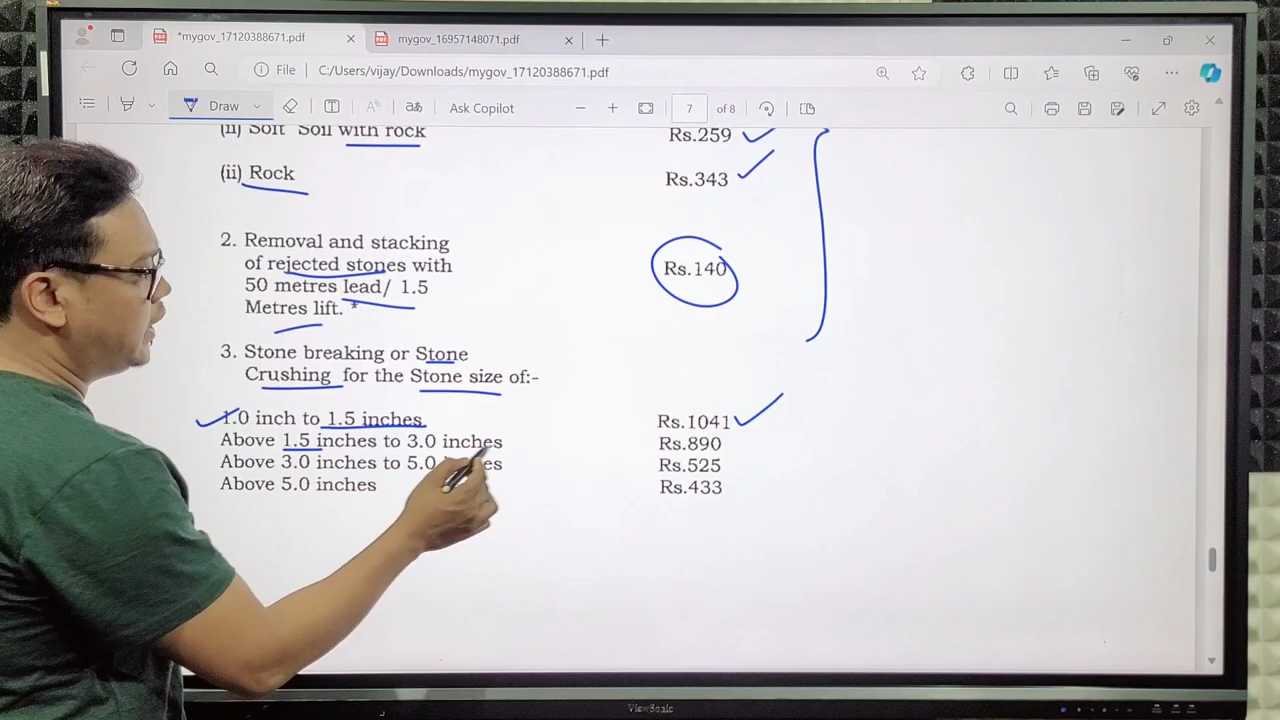 *mygov_17120388671.pdf
mygov_16957148071.pdf
File C:/Users/vijay/Downloads/mygov_17120388671.pdf
Draw
aあ
Ask Copilot
7 of 8
(ii) Soft Soil with rock Rs.259
(ii) Rock Rs.343
2. Removal and stacking
of rejected stones with Rs.140
50 metres lead/ 1.5
Metres lift. *
3. Stone breaking or Stone
Crushing for the Stone size of:-
1.0 inch to 1.5 inches Rs.1041
Above 1.5 inches to 3.0 inches Rs.890
Above 3.0 inches to 5.0 inches Rs.525
Above 5.0 inches Rs.433
ViewSonic